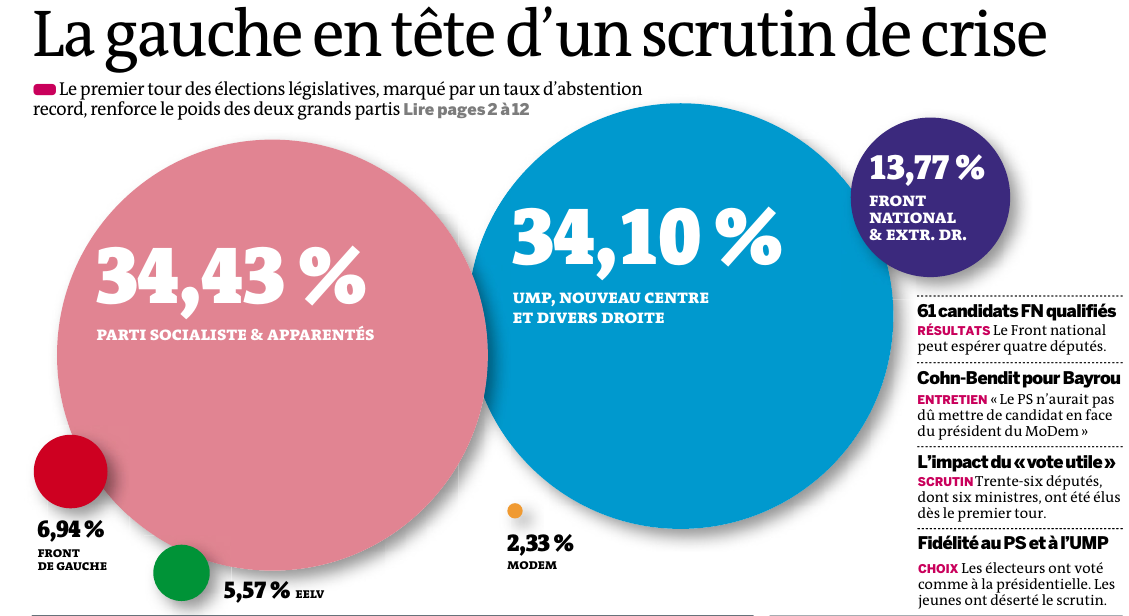 La gauche en tête d'un scrutin de crise
Le premier tour des élections législatives, marqué par un taux d'abstention
record, renforce le poids des deux grands partis Lire pages 2 à 12
34,43 %
PARTI SOCIALISTE & APPARENTÉS
34,10 %
UMP, NOUVEAU CENTRE
ET DIVERS DROITE
13,77 %
FRONT
NATIONAL
& EXTR. DR.
6,94 %
FRONT
DE GAUCHE
5,57 % EELV
2,33 %
MODEM
61 candidats FN qualifiés
RÉSULTATS Le Front national
peut espérer quatre députés.
Cohn-Bendit pour Bayrou
ENTRETIEN « Le PS n'aurait pas
dû mettre de candidat en face
du président du MoDem »
L'impact du « vote utile »
SCRUTIN Trente-six députés,
dont six ministres, ont été élus
dès le premier tour.
Fidélité au PS et à l'UMP
CHOIX Les électeurs ont voté
comme à la présidentielle. Les
jeunes ont déserté le scrutin.